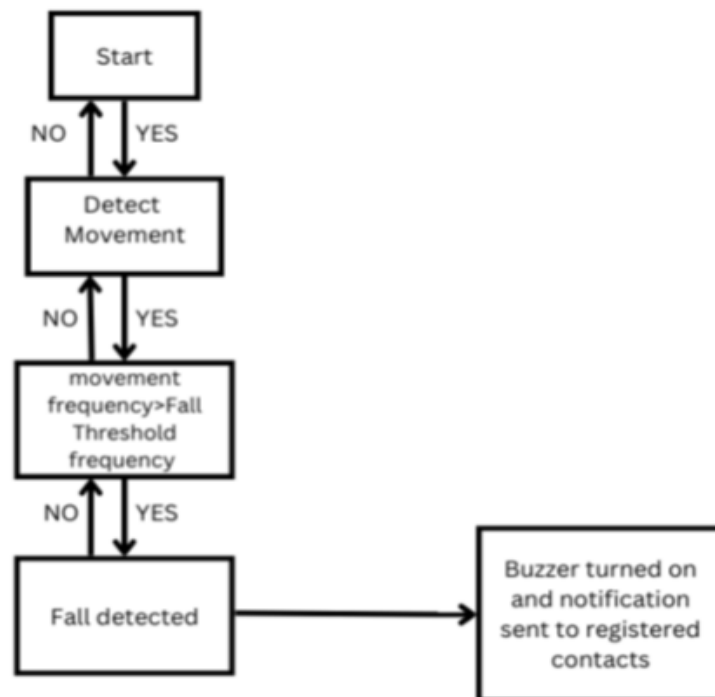 Start
NO
YES
Detect
Movement
NO
YES
movement
frequency>Fall
Threshold
frequency
NO
YES
Fall detected
Buzzer turned on
and notification
sent to registered
contacts